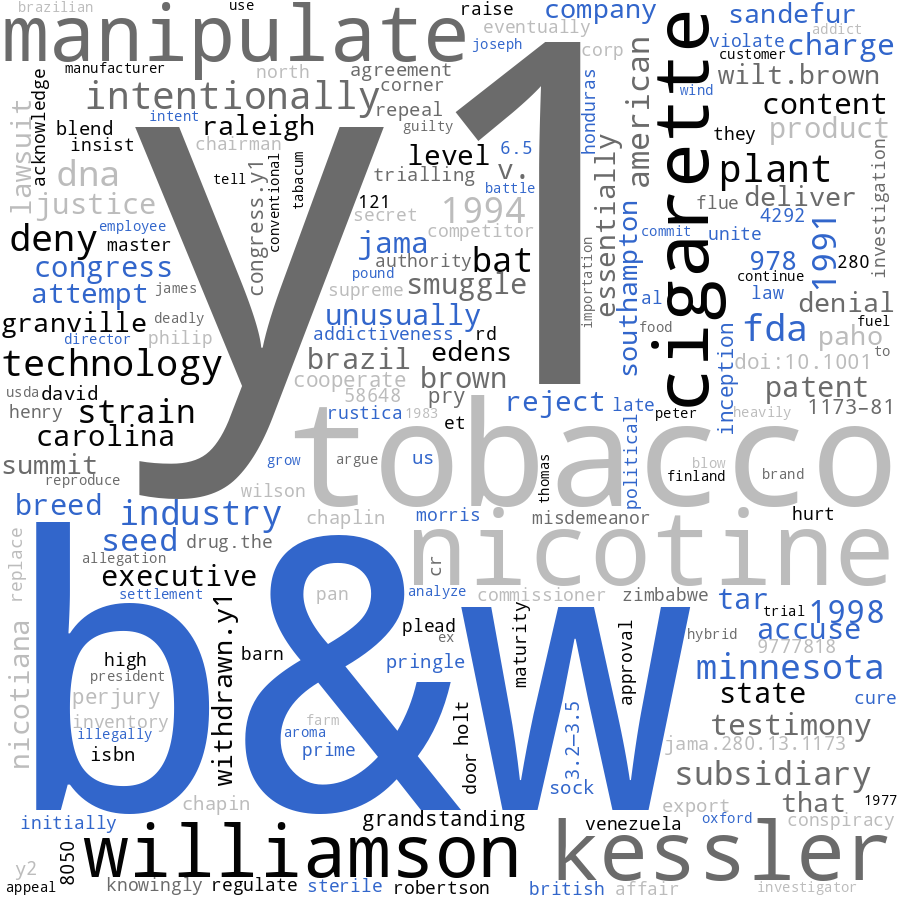 brazilian
use
raise
company
sandefur
addict
manipulate
eventually
joseph
corp
violate
charge
manufacturer
north
agreement
customer
cigarette
wilt.brown
intentionally
corner
american
wind
content
lawsuit
acknowledge
repeal
honduras
product
intent
blend
raleigh
guilty
they
insist
chairman
level
6.5
essentially
plant
investigation
dna
congress.y1
conventional
tabacum
tell
v.
trialling
battle
y1
justice
121
secret
1994
flue
deliver
employee
competitor
southampton
commit
unite
4292
deny
master
jama
authority
bat
importation
1991
978
280
congress
pound
smuggle
continue
attempt
james
supreme
al
law
denial
granville
deadly
unusually
food
fuel
director
philip
addictiveness
rd
inception
fda
paho
to
technology
brazil
edens
doi:10.1001
cooperate
brown
patent
usda
david
58648
pry
reject
late
1173–81
henry
strain
rustica
1983
peter
heavily
carolina
et
tobacco
political
summit
grow
argue
us
thomas
blow
finland
brand
reproduce
wilson
breed
industry
chaplin
morris
misdemeanor
hurt
seed
drug.the
nicotine
replace
allegation
cr
executive
settlement
pan
analyze
commissioner
zimbabwe
tar
trial
1998
b&w
withdrawn.y1
plead
ex
maturity
approval
hybrid
accuse
9777818
nicotiana
high
barn
pringle
minnesota
president
perjury
state
cure
inventory
farm
illegally
aroma
holt
3.2–3.5
testimony
isbn
prime
jama.280.13.1173
door
sock
subsidiary
chapin
export
that
1977
initially
grandstanding
venezuela
oxford
conspiracy
8050
williamson
kessler
y2
appeal
knowingly
regulate
sterile
robertson
british
affair
investigator